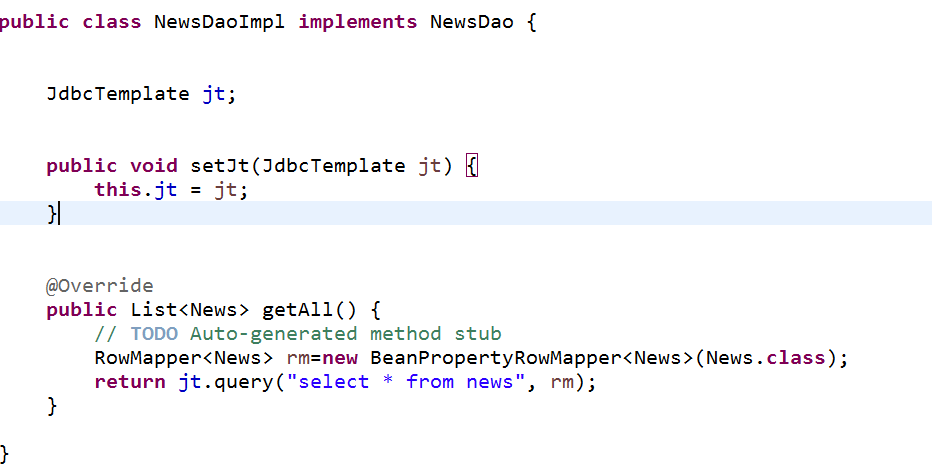 public class NewsDaoImpl implements NewsDao {
JdbcTemplate jt;
public void setJt(JdbcTemplate jt) {
this.jt = jt;
}
@Override
public List<News> getAll() {
// TODO Auto-generated method stub
RowMapper<News> rm=new BeanPropertyRowMapper<News>(News.class);
return jt.query("select * from news", rm);
}
}